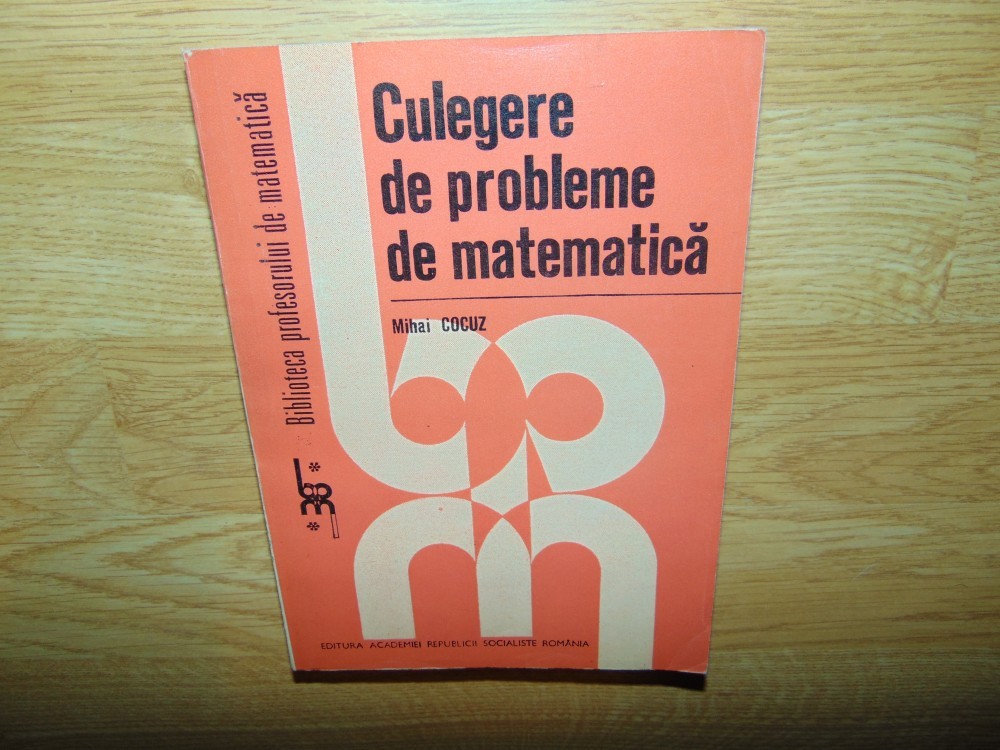 Culegere
de probleme
de matematică
Mihai COCUZ
Biblioteca profesorului de matematică
EDITURA ACADEMIEI REPUBLICII SOCIALISTE ROMÂNIA